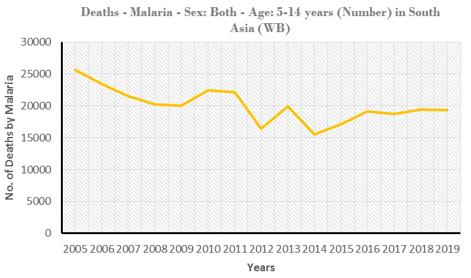 Deaths - Malaria - Sex: Both - Age: 5-14 years (Number) in South
Asia (WB)
30000
25000
20000
15000
10000
5000
0
No. of Deaths by Malaria
2005 2006 2007 2008 2009 2010 2011 2012 2013 2014 2015 2016 2017 2018 2019
Years